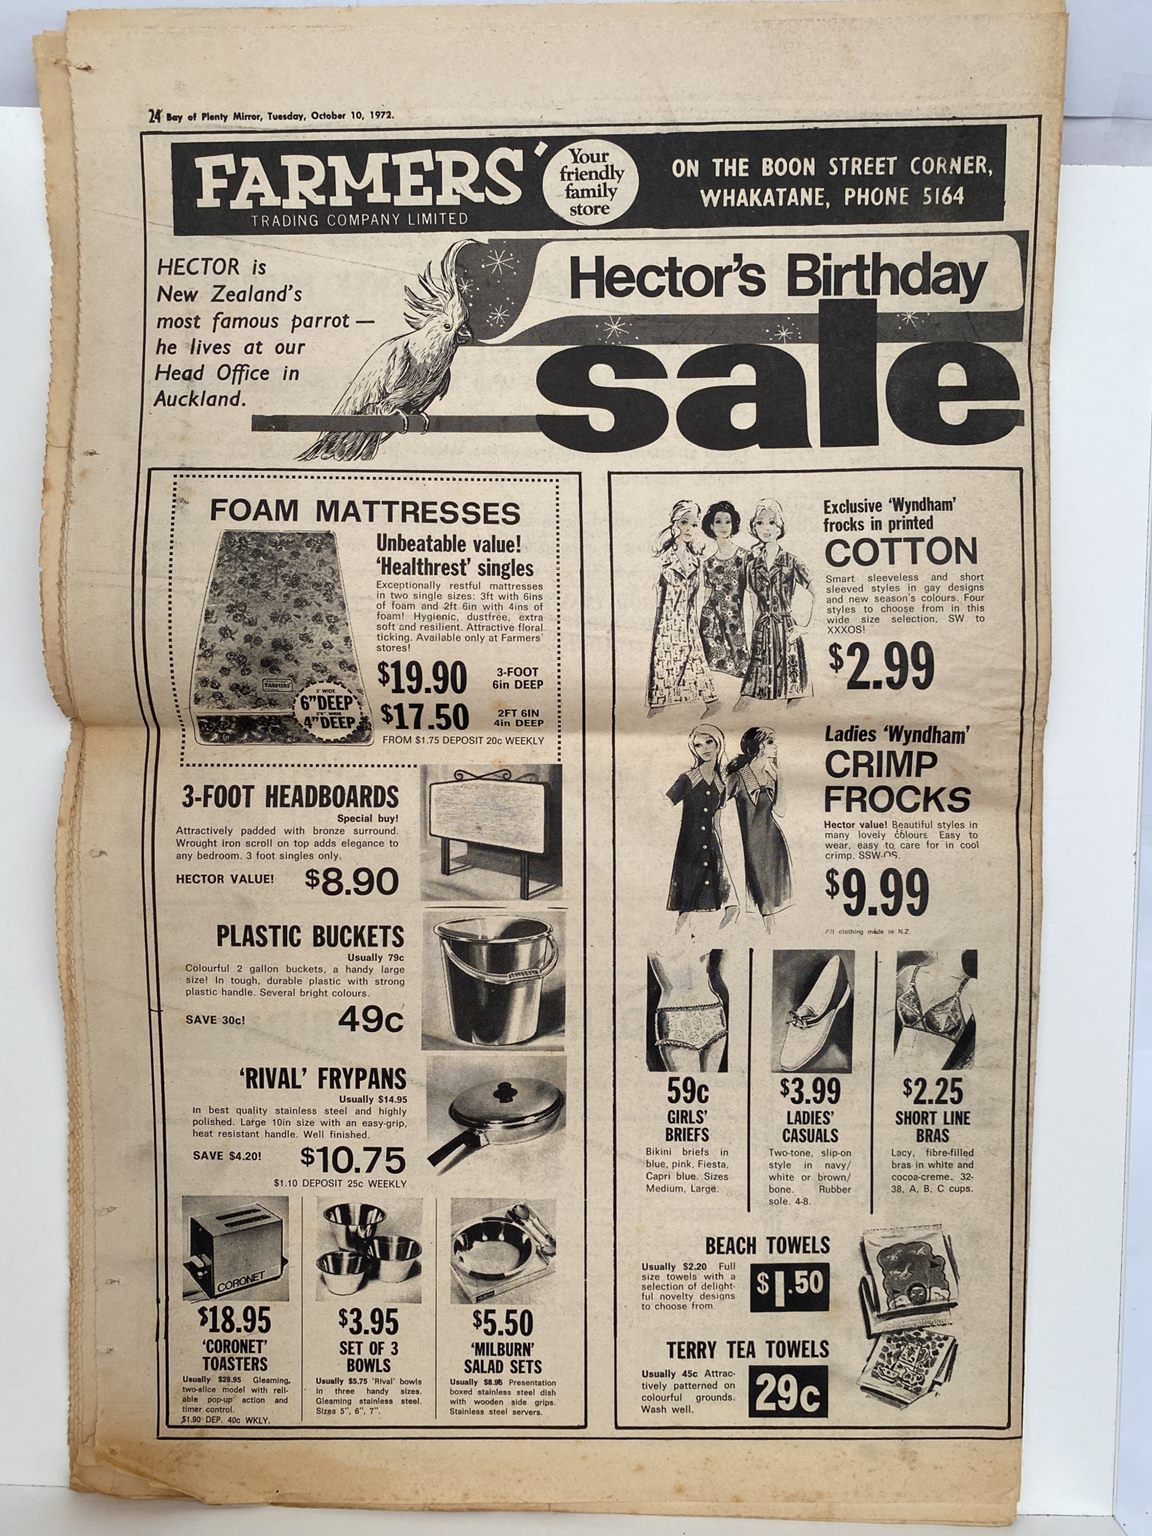 24 Bay of Plenty Mirror, Tuesday, October 10, 1972.
FARMERS'
TRADING COMPANY LIMITED
Your
friendly
family
store
ON THE BOON STREET CORNER,
WHAKATANE, PHONE 5164
HECTOR is
New Zealand's
most famous parrot —
he lives at our
Head Office in
Auckland.
Hector's Birthday
sale
FOAM MATTRESSES
Unbeatable value!
'Healthrest' singles
Exceptionally restful mattresses
in two single sizes: 3ft with 6ins
of foam and 2ft 6in with 4ins of
foam! Hygienic, dustfree, extra
soft and resilient. Attractive floral
ticking. Available only at Farmers'
stores!
FARMERS
3' WIDE
6"DEEP
4"DEEP
$19.90 3-FOOT
6in DEEP
$17.50 2FT 6IN
4in DEEP
FROM $1.75 DEPOSIT 20c WEEKLY
3-FOOT HEADBOARDS
Special buy!
Attractively padded with bronze surround.
Wrought iron scroll on top adds elegance to
any bedroom. 3 foot singles only.
HECTOR VALUE! $8.90
PLASTIC BUCKETS
Usually 79c
Colourful 2 gallon buckets, a handy large
size! In tough, durable plastic with strong
plastic handle. Several bright colours.
SAVE 30c! 49c
'RIVAL' FRYPANS
Usually $14.95
In best quality stainless steel and highly
polished. Large 10in size with an easy-grip,
heat resistant handle. Well finished.
SAVE $4.20! $10.75
$1.10 DEPOSIT 25c WEEKLY
CORONET
$18.95
'CORONET'
TOASTERS
Usually $28.95 Gleaming,
two-slice model with reli-
able pop-up action and
timer control.
$1.90 DEP. 40c WKLY.
$3.95
SET OF 3
BOWLS
Usually $5.75 'Rival' bowls
in three handy sizes.
Gleaming stainless steel.
Sizes 5", 6", 7".
$5.50
'MILBURN'
SALAD SETS
Usually $8.95 Presentation
boxed stainless steel dish
with wooden side grips.
Stainless steel servers.
Exclusive 'Wyndham'
frocks in printed
COTTON
Smart sleeveless and short
sleeved styles in gay designs
and new season's colours. Four
styles to choose from in this
wide size selection, SW to
XXXOS!
$2.99
Ladies 'Wyndham'
CRIMP
FROCKS
Hector value! Beautiful styles in
many lovely colours. Easy to
wear, easy to care for in cool
crimp. SSW-OS.
$9.99
All clothing made in N.Z.
59c
GIRLS'
BRIEFS
Bikini briefs in
blue, pink, Fiesta,
Capri blue. Sizes
Medium, Large.
$3.99
LADIES'
CASUALS
Two-tone, slip-on
style in navy/
white or brown/
bone. Rubber
sole. 4-8.
$2.25
SHORT LINE
BRAS
Lacy, fibre-filled
bras in white and
cocoa-creme, 32-
38, A, B, C cups.
BEACH TOWELS
Usually $2.20 Full
size towels with a
selection of delight-
ful novelty designs
to choose from
$1.50
TERRY TEA TOWELS
Usually 45c Attrac-
tively patterned on
colourful grounds.
Wash well.
29c